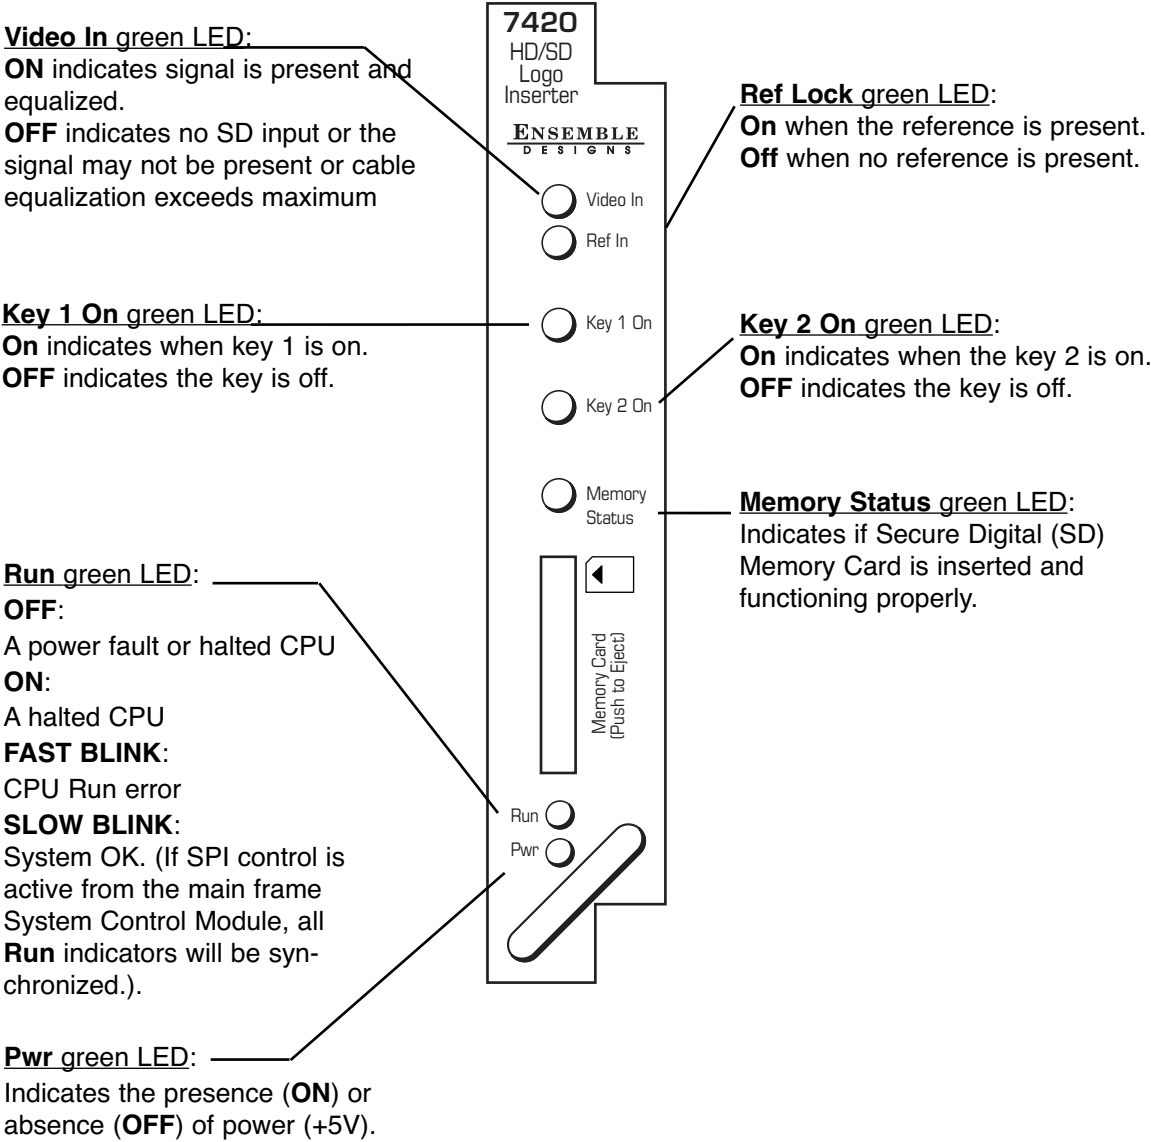 Video In green LED:
ON indicates signal is present and
equalized.
OFF indicates no SD input or the
signal may not be present or cable
equalization exceeds maximum
Key 1 On green LED:
On indicates when key 1 is on.
OFF indicates the key is off.
Run green LED:
OFF:
A power fault or halted CPU
ON:
A halted CPU
FAST BLINK:
CPU Run error
SLOW BLINK:
System OK. (If SPI control is
active from the main frame
System Control Module, all
Run indicators will be syn-
chronized.).
Pwr green LED:
Indicates the presence (ON) or
absence (OFF) of power (+5V).
7420
HD/SD
Logo
Inserter
ENSEMBLE
DESIGNS
Video In
Ref In
Key 1 On
Key 2 On
Memory
Status
Memory Card
(Push to Eject)
Run
Pwr
Ref Lock green LED:
On when the reference is present.
Off when no reference is present.
Key 2 On green LED:
On indicates when the key 2 is on.
OFF indicates the key is off.
Memory Status green LED:
Indicates if Secure Digital (SD)
Memory Card is inserted and
functioning properly.